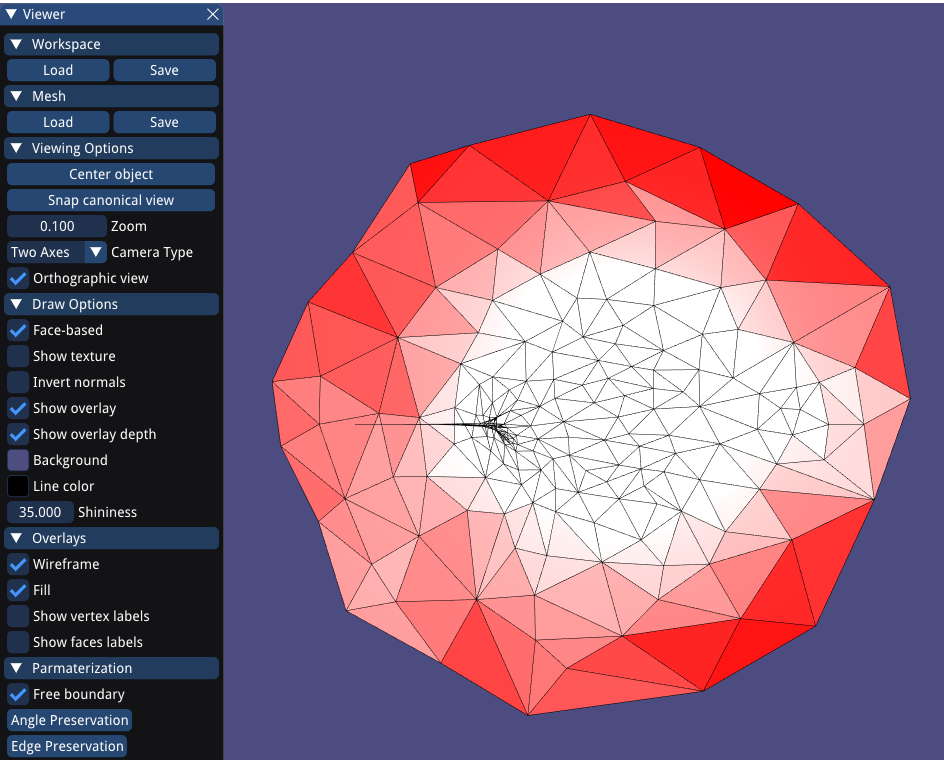 Viewer
Workspace
Load Save
Mesh
Load Save
Viewing Options
Center object
Snap canonical view
0.100 Zoom
Two Axes Camera Type
Orthographic view
Draw Options
Face-based
Show texture
Invert normals
Show overlay
Show overlay depth
Background
Line color
35.000 Shininess
Overlays
Wireframe
Fill
Show vertex labels
Show faces labels
Parmaterization
Free boundary
Angle Preservation
Edge Preservation